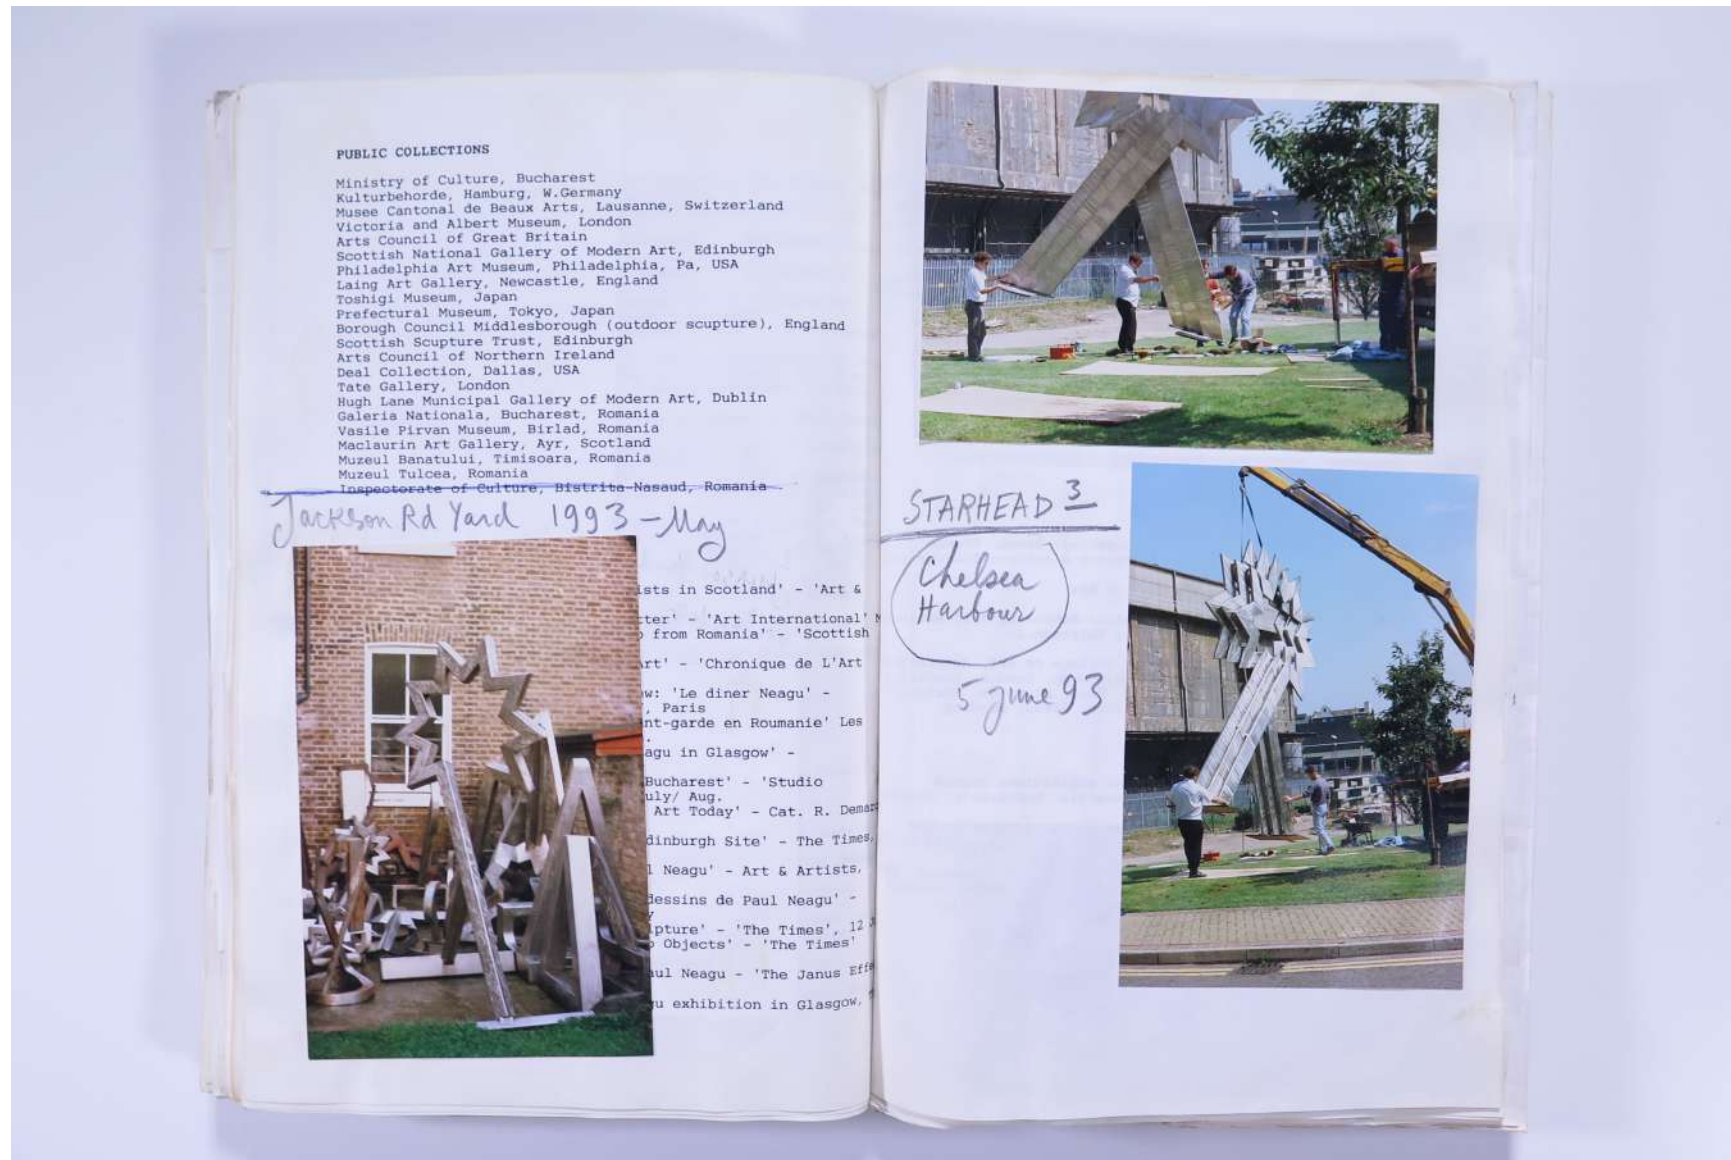 PUBLIC COLLECTIONS
Ministry of Culture, Bucharest
Kulturbehorde, Hamburg, W.Germany
Musee Cantonal de Beaux Arts, Lausanne, Switzerland
Victoria and Albert Museum, London
Arts Council of Great Britain
Scottish National Gallery of Modern Art, Edinburgh
Philadelphia Art Museum, Philadelphia, Pa, USA
Laing Art Gallery, Newcastle, England
Toshigi Museum, Japan
Prefectural Museum, Tokyo, Japan
Borough Council Middlesborough (outdoor scupture), England
Scottish Scupture Trust, Edinburgh
Arts Council of Northern Ireland
Deal Collection, Dallas, USA
Tate Gallery, London
Hugh Lane Municipal Gallery of Modern Art, Dublin
Galeria Nationala, Bucharest, Romania
Vasile Pirvan Museum, Birlad, Romania
Maclaurin Art Gallery, Ayr, Scotland
Muzeul Banatului, Timisoara, Romania
Muzeul Tulcea, Romania
Inspectorate of Culture, Bistrita-Nasaud, Romania
Jackson Rd Yard 1993 - May
ists in Scotland' - 'Art &
ter' - 'Art International'
from Romania' - 'Scottish
rt' - 'Chronique de L'Art
w: 'Le diner Neagu' -
, Paris
nt-garde en Roumanie' Les
.
agu in Glasgow' -
Bucharest' - 'Studio
uly/ Aug.
Art Today' - Cat. R. Demar
dinburgh Site' - The Times,
l Neagu' - Art & Artists,
dessins de Paul Neagu' -
y
lpture' - 'The Times', 12
Objects' - 'The Times'
aul Neagu - 'The Janus Effe
u exhibition in Glasgow,
STARHEAD 3
Chelsea
Harbour
5 june 93